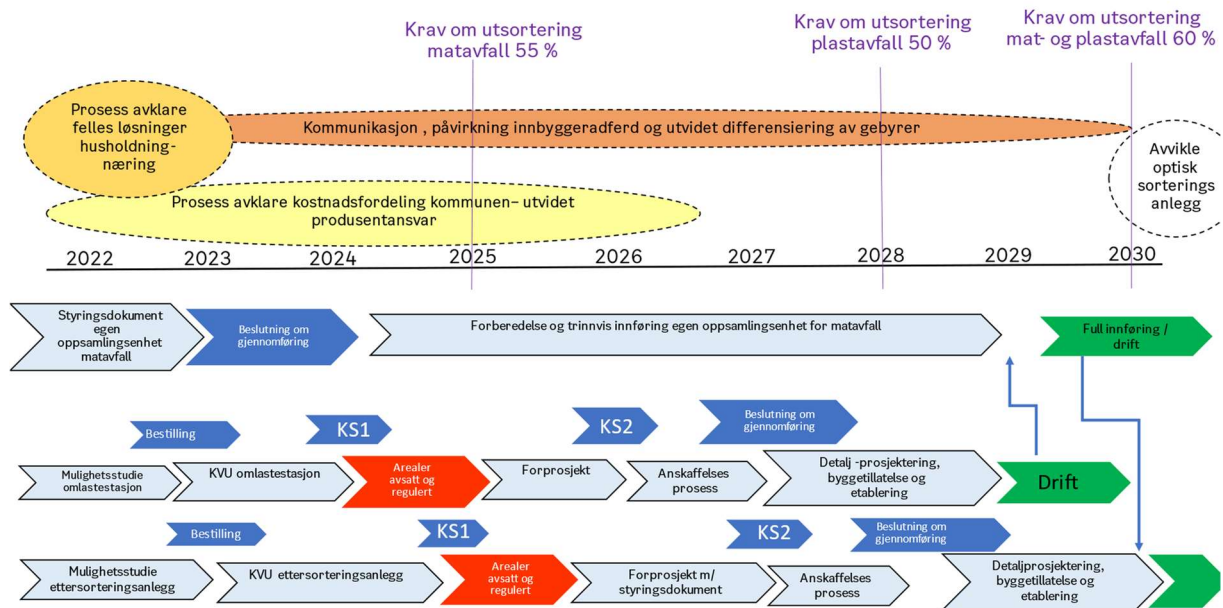 Krav om utsortering
matavfall 55 %
Krav om utsortering
plastavfall 50 %
Krav om utsortering
mat- og plastavfall 60 %
Prosess avklare
felles løsninger
husholdning-
næring
Kommunikasjon , påvirkning innbyggeradferd og utvidet differensiering av gebyrer
Avvikle
optisk
sorterings
anlegg
Prosess avklare kostnadsfordeling kommunen– utvidet
produsentansvar
2022 2023 2024 2025 2026 2027 2028 2029 2030
Styringsdokument
egen
oppsamlingsenhet
matavfall
Beslutning om
gjennomføring
Forberedelse og trinnvis innføring egen oppsamlingsenhet for matavfall
Full innføring /
drift
Bestilling
KS1
KS2
Beslutning om
gjennomføring
Mulighetsstudie
omlastestasjon
KVU omlastestasjon
Arealer
avsatt og
regulert
Forprosjekt
Anskaffelses
prosess
Detalj -prosjektering,
byggetillatelse og
etablering
Drift
Bestilling
KS1
KS2
Beslutning om
gjennomføring
Mulighetsstudie
ettersorteringsanlegg
KVU ettersorteringsanlegg
Arealer
avsatt og
regulert
Forprosjekt m/
styringsdokument
Anskaffelses
prosess
Detaljprosjektering,
byggetillatelse og
etablering